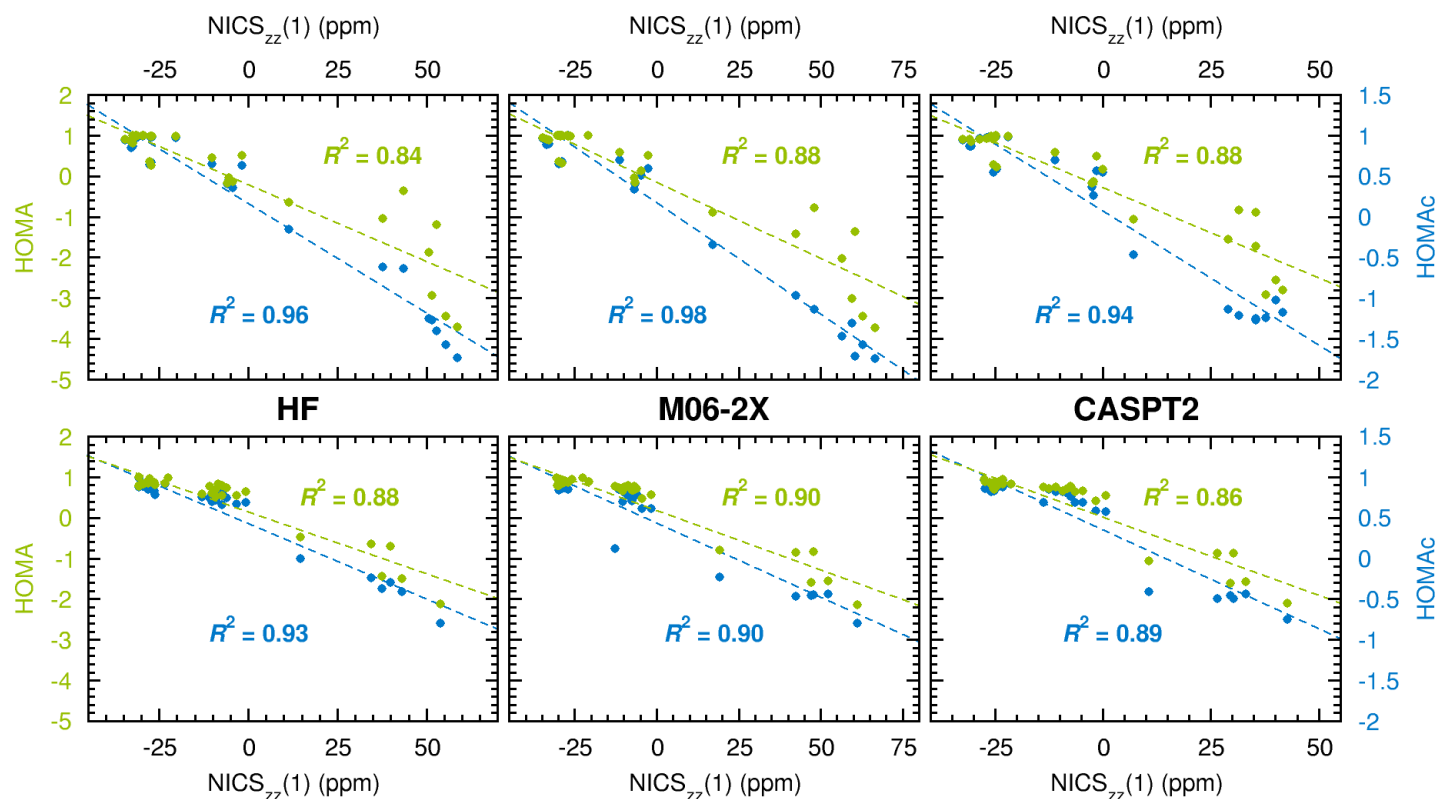 NICSzz(1) (ppm) NICSzz(1) (ppm) NICSzz(1) (ppm)
-25 0 25 50 -25 0 25 50 75 -25 0 25 50
2 1.5
1 R2 = 0.84 R2 = 0.88 R2 = 0.88 1
0 0.5
-1 0
-2 -0.5
-3 R2 = 0.96 R2 = 0.98 R2 = 0.94 -1
-4 -1.5
-5 -2
HOMA HOMAc
HF M06-2X CASPT2
2 1.5
1 R2 = 0.88 R2 = 0.90 R2 = 0.86 1
0 0.5
-1 0
-2 -0.5
-3 R2 = 0.93 R2 = 0.90 R2 = 0.89 -1
-4 -1.5
-5 -2
HOMA HOMAc
-25 0 25 50 -25 0 25 50 75 -25 0 25 50
NICSzz(1) (ppm) NICSzz(1) (ppm) NICSzz(1) (ppm)